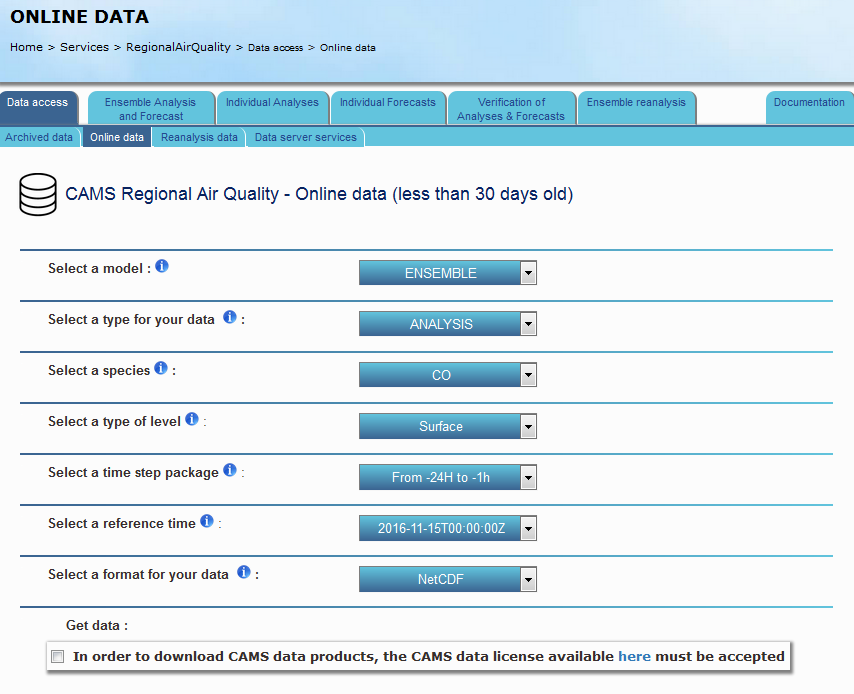 ONLINE DATA
Home > Services > RegionalAirQuality > Data access > Online data
Data access
Ensemble Analysis
and Forecast
Individual Analyses
Individual Forecasts
Verification of
Analyses & Forecasts
Ensemble reanalysis
Documentation
Archived data
Online data
Reanalysis data
Data server services
CAMS Regional Air Quality - Online data (less than 30 days old)
Select a model :
ENSEMBLE
Select a type for your data :
ANALYSIS
Select a species :
CO
Select a type of level :
Surface
Select a time step package :
From -24H to -1h
Select a reference time :
2016-11-15T00:00:00Z
Select a format for your data :
NetCDF
Get data :
In order to download CAMS data products, the CAMS data license available here must be accepted